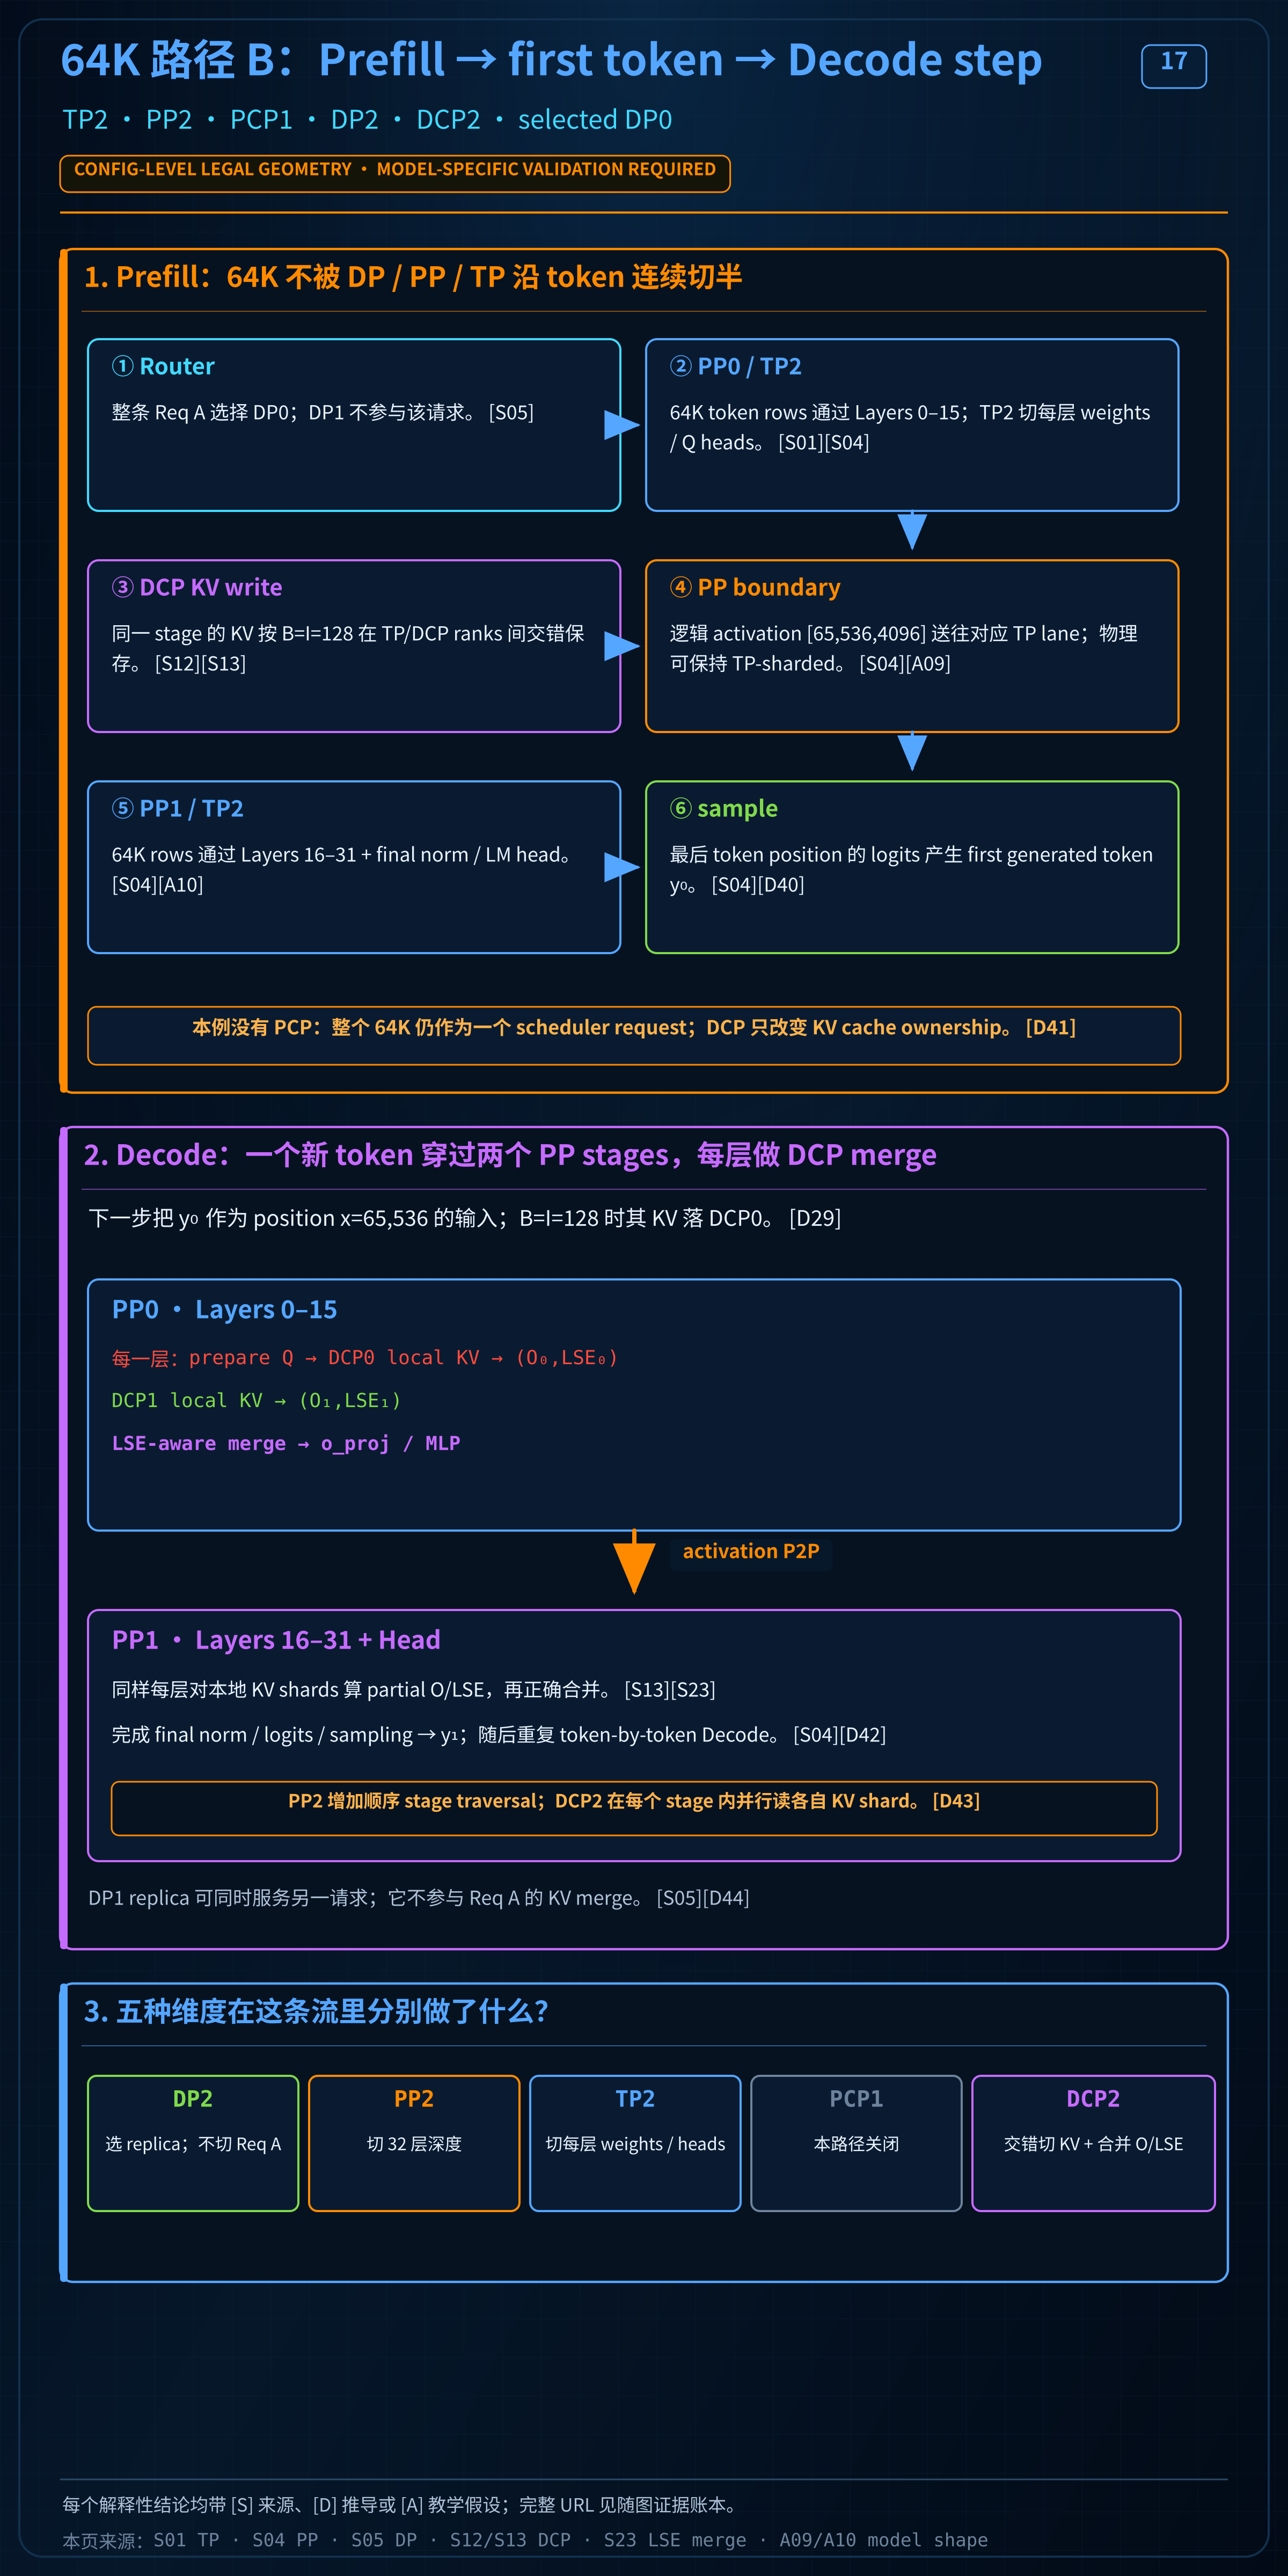 64K 路径 B：Prefill → first token → Decode step
17
TP2 • PP2 • PCP1 • DP2 • DCP2 • selected DP0
CONFIG-LEVEL LEGAL GEOMETRY • MODEL-SPECIFIC VALIDATION REQUIRED
1. Prefill：64K 不被 DP / PP / TP 沿 token 连续切半
① Router
整条 Req A 选择 DP0；DP1 不参与该请求。 [S05]
② PP0 / TP2
64K token rows 通过 Layers 0–15；TP2 切每层 weights
/ Q heads。 [S01][S04]
③ DCP KV write
同一 stage 的 KV 按 B=I=128 在 TP/DCP ranks 间交错保
存。 [S12][S13]
④ PP boundary
逻辑 activation [65,536,4096] 送往对应 TP lane；物理
可保持 TP-sharded。 [S04][A09]
⑤ PP1 / TP2
64K rows 通过 Layers 16–31 + final norm / LM head。
[S04][A10]
⑥ sample
最后 token position 的 logits 产生 first generated token
y₀。 [S04][D40]
本例没有 PCP：整个 64K 仍作为一个 scheduler request；DCP 只改变 KV cache ownership。 [D41]
2. Decode：一个新 token 穿过两个 PP stages，每层做 DCP merge
下一步把 y₀ 作为 position x=65,536 的输入；B=I=128 时其 KV 落 DCP0。 [D29]
PP0 • Layers 0–15
每一层：prepare Q → DCP0 local KV → (O₀,LSE₀)
DCP1 local KV → (O₁,LSE₁)
LSE-aware merge → o_proj / MLP
activation P2P
PP1 • Layers 16–31 + Head
同样每层对本地 KV shards 算 partial O/LSE，再正确合并。 [S13][S23]
完成 final norm / logits / sampling → y₁；随后重复 token-by-token Decode。 [S04][D42]
PP2 增加顺序 stage traversal；DCP2 在每个 stage 内并行读各自 KV shard。 [D43]
DP1 replica 可同时服务另一请求；它不参与 Req A 的 KV merge。 [S05][D44]
3. 五种维度在这条流里分别做了什么？
DP2
选 replica；不切 Req A
PP2
切 32 层深度
TP2
切每层 weights / heads
PCP1
本路径关闭
DCP2
交错切 KV + 合并 O/LSE
每个解释性结论均带 [S] 来源、[D] 推导或 [A] 教学假设；完整 URL 见随图证据账本。
本页来源：S01 TP · S04 PP · S05 DP · S12/S13 DCP · S23 LSE merge · A09/A10 model shape